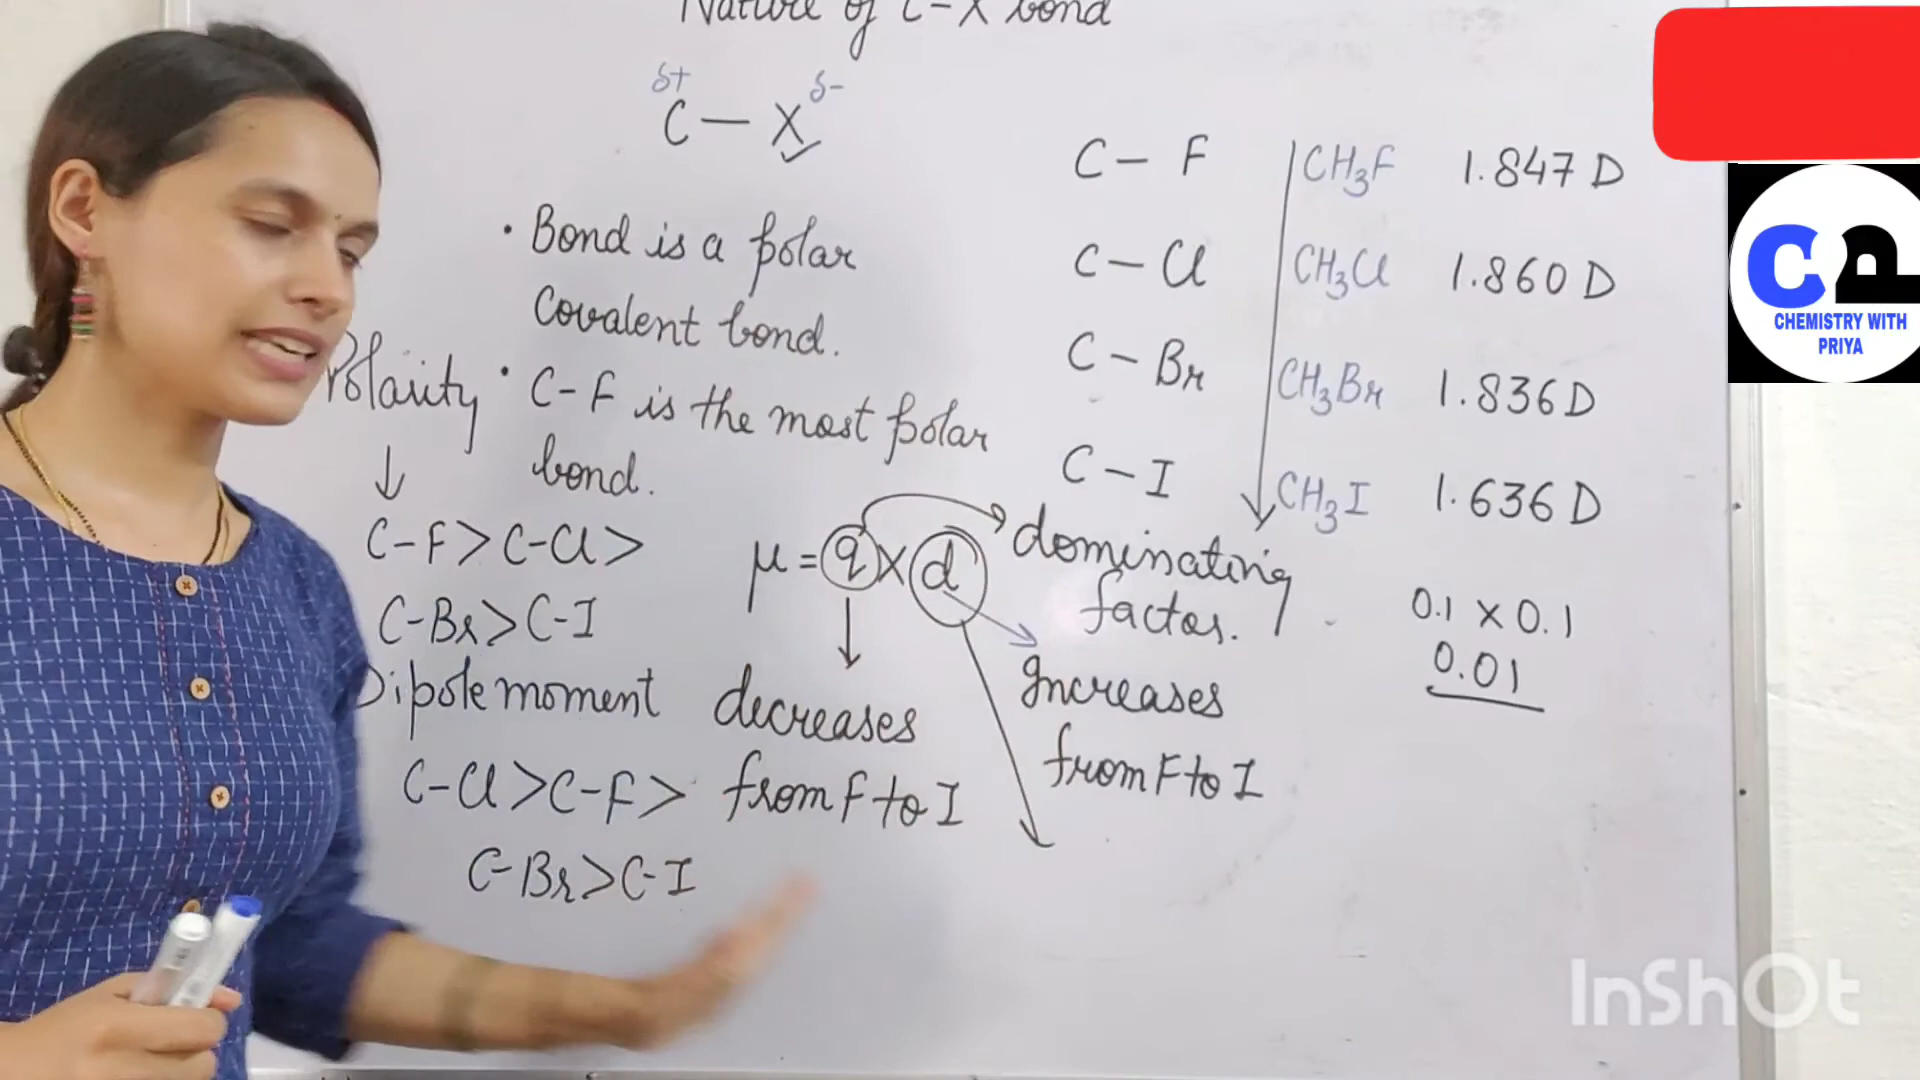 Nature of C-X bond
δ+ δ-
C — X
• Bond is a polar
Covalent bond.
Polarity
↓
C-F > C-Cl >
C-Br > C-I
• C-F is the most polar
bond.
Dipole moment
C-Cl > C-F >
C-Br > C-I
μ = q × d
dominating
factor.
decreases
from F to I
Increases
from F to I
C - F CH3F 1.847 D
C - Cl CH3Cl 1.860 D
C - Br CH3Br 1.836 D
C - I CH3I 1.636 D
0.1 × 0.1
0.01
CP
CHEMISTRY WITH
PRIYA
InShOt